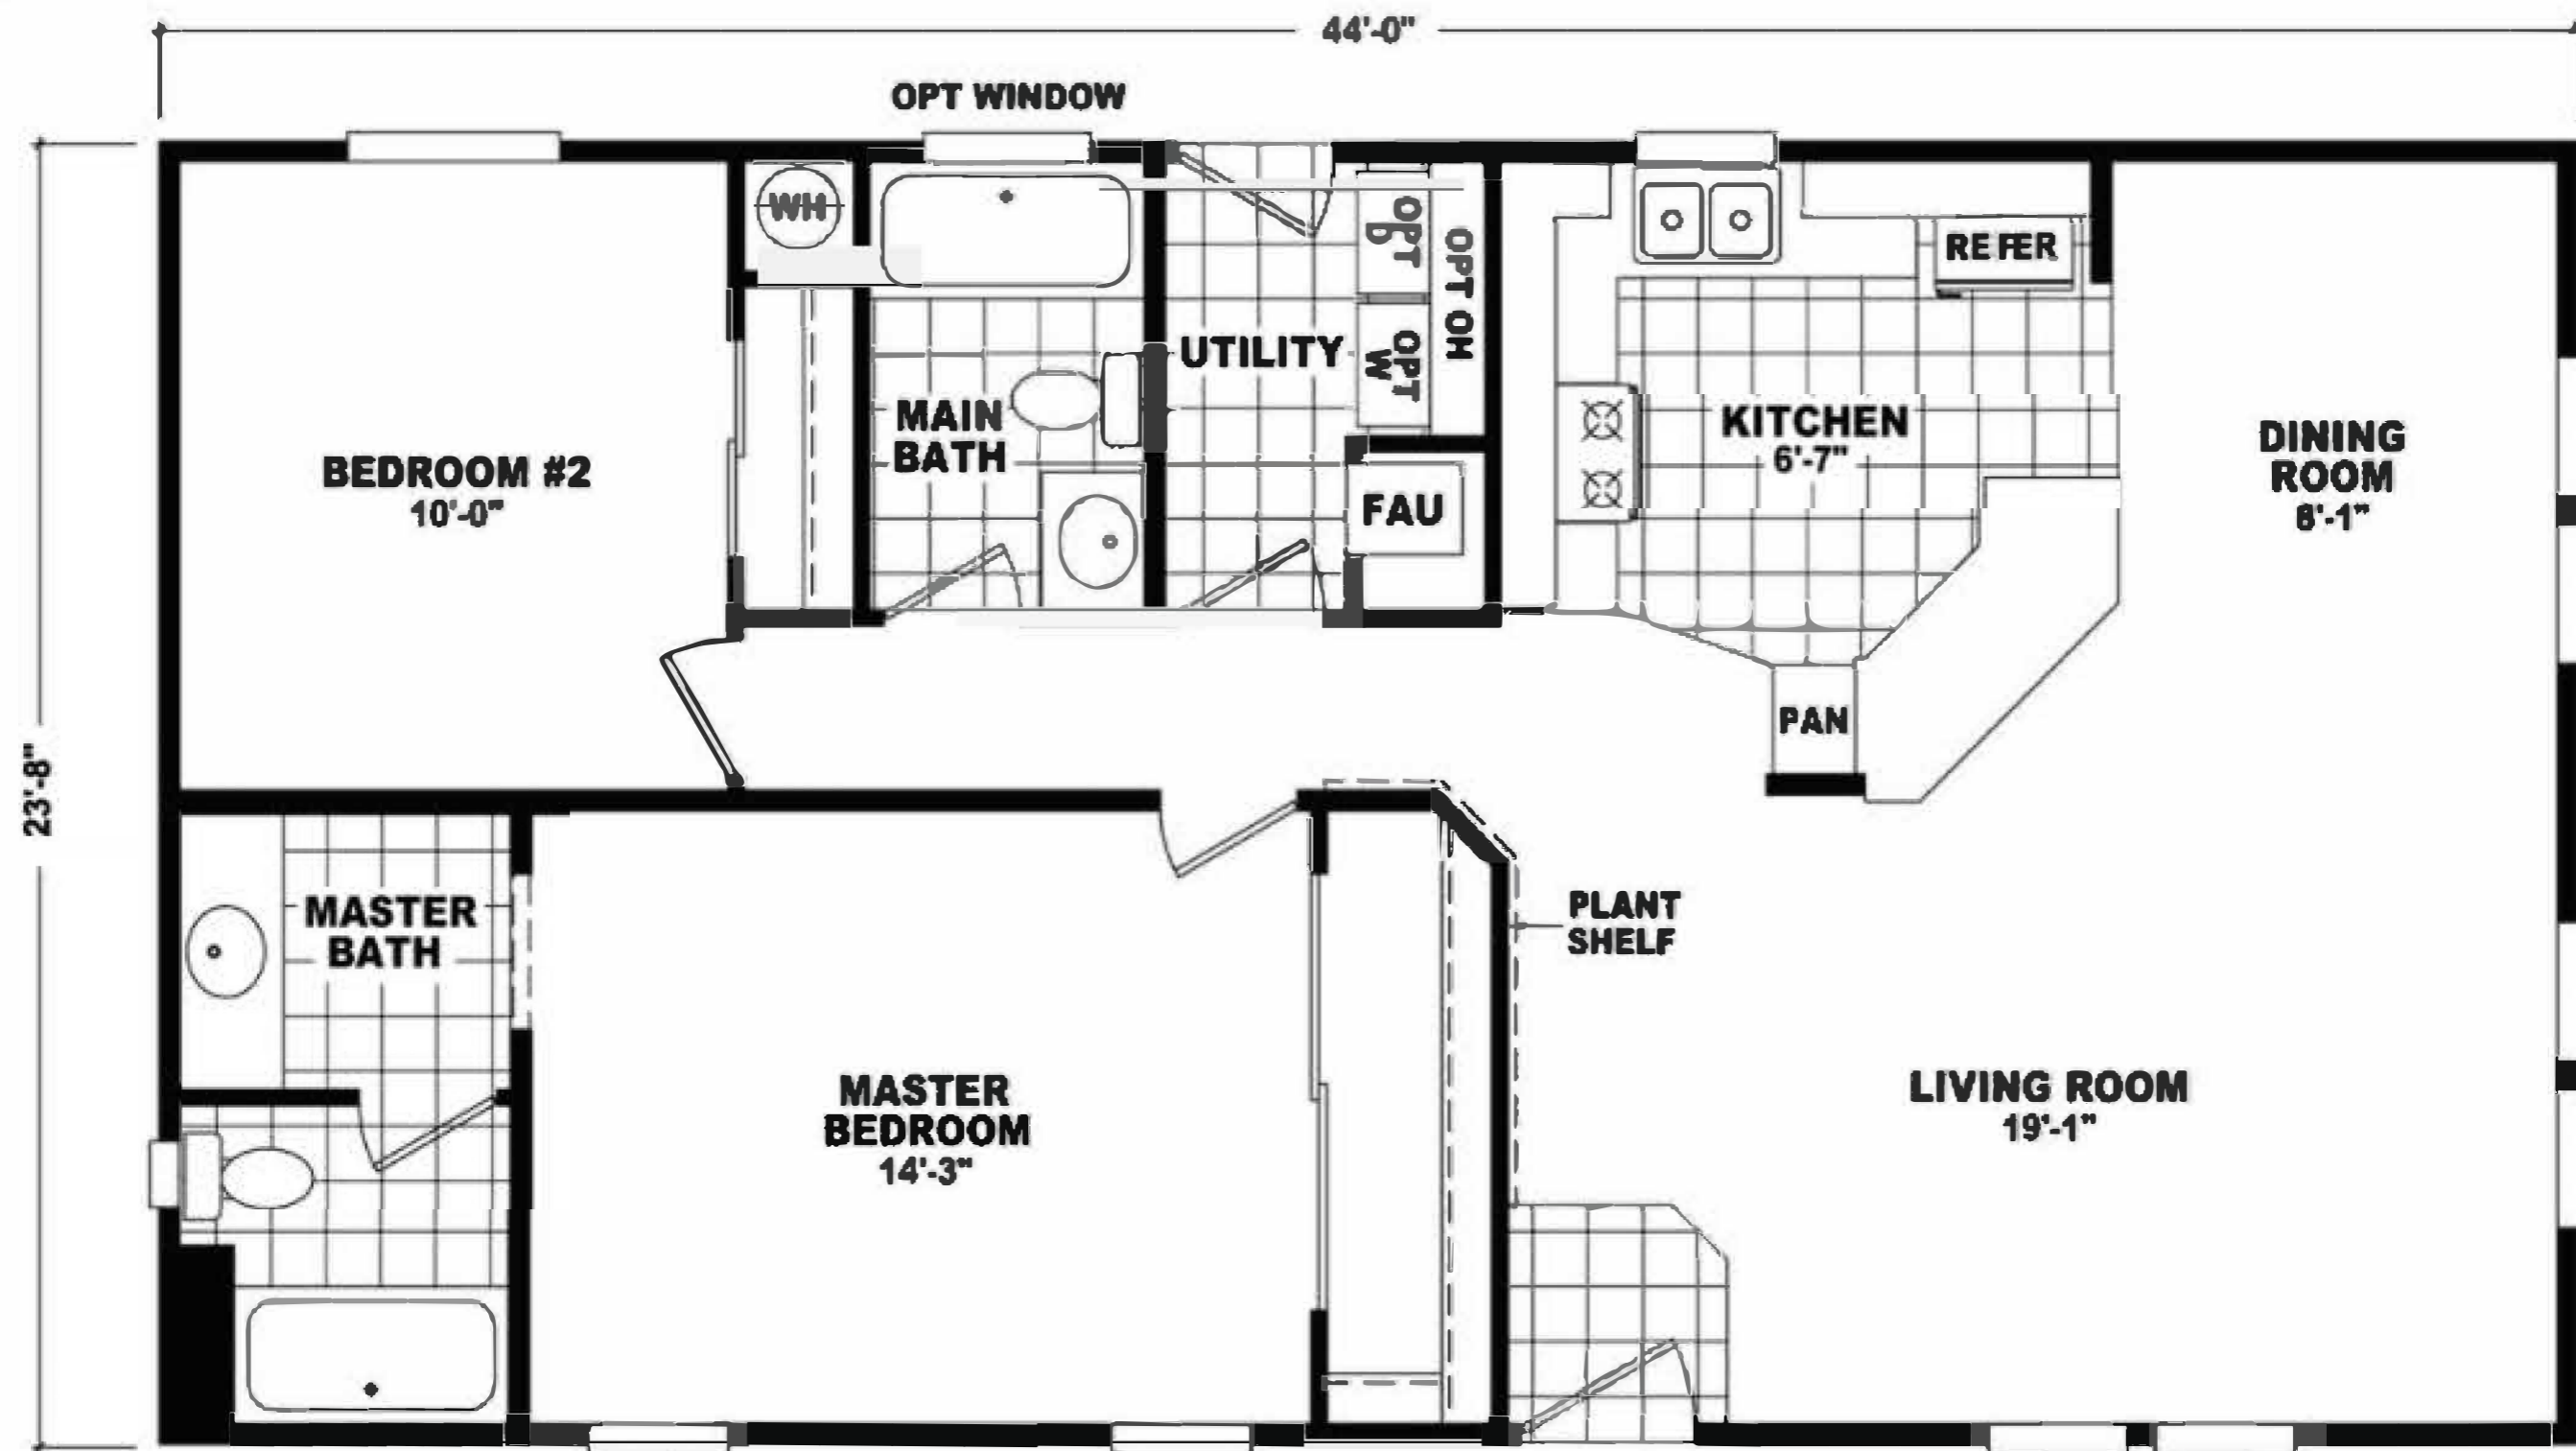 44'-0"
OPT WINDOW
23'-8"
WH
OPT
D
OPT
W
OPT OH
REFER
UTILITY
MAIN
BATH
KITCHEN
6'-7"
DINING
ROOM
8'-1"
BEDROOM #2
10'-0"
FAU
PAN
PLANT
SHELF
MASTER
BATH
MASTER
BEDROOM
14'-3"
LIVING ROOM
19'-1"